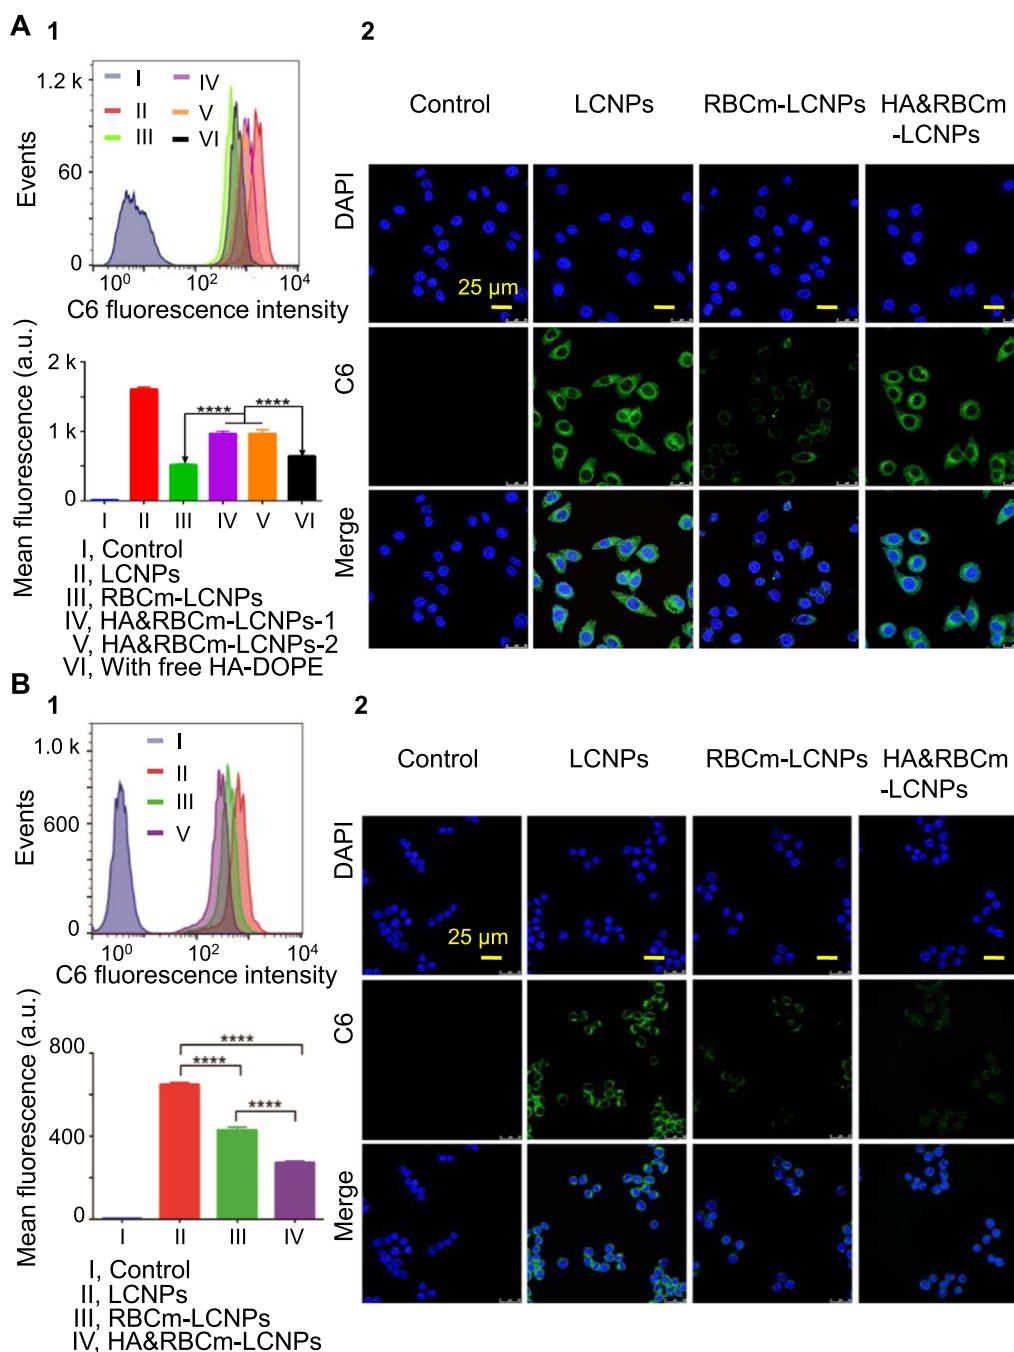 A
1
1.2 k
60
0
Events
I
II
III
IV
V
VI
10⁰
10²
10⁴
C6 fluorescence intensity
2 k
1 k
0
Mean fluorescence (a.u.)
****
****
I
II
III
IV
V
VI
I, Control
II, LCNPs
III, RBCm-LCNPs
IV, HA&RBCm-LCNPs-1
V, HA&RBCm-LCNPs-2
VI, With free HA-DOPE
2
Control
LCNPs
RBCm-LCNPs
HA&RBCm
-LCNPs
DAPI
25 µm
C6
Merge
B
1
1.0 k
600
0
Events
I
II
III
V
10⁰
10²
10⁴
C6 fluorescence intensity
800
400
0
Mean fluorescence (a.u.)
****
****
****
I
II
III
IV
I, Control
II, LCNPs
III, RBCm-LCNPs
IV, HA&RBCm-LCNPs
2
Control
LCNPs
RBCm-LCNPs
HA&RBCm
-LCNPs
DAPI
25 µm
C6
Merge